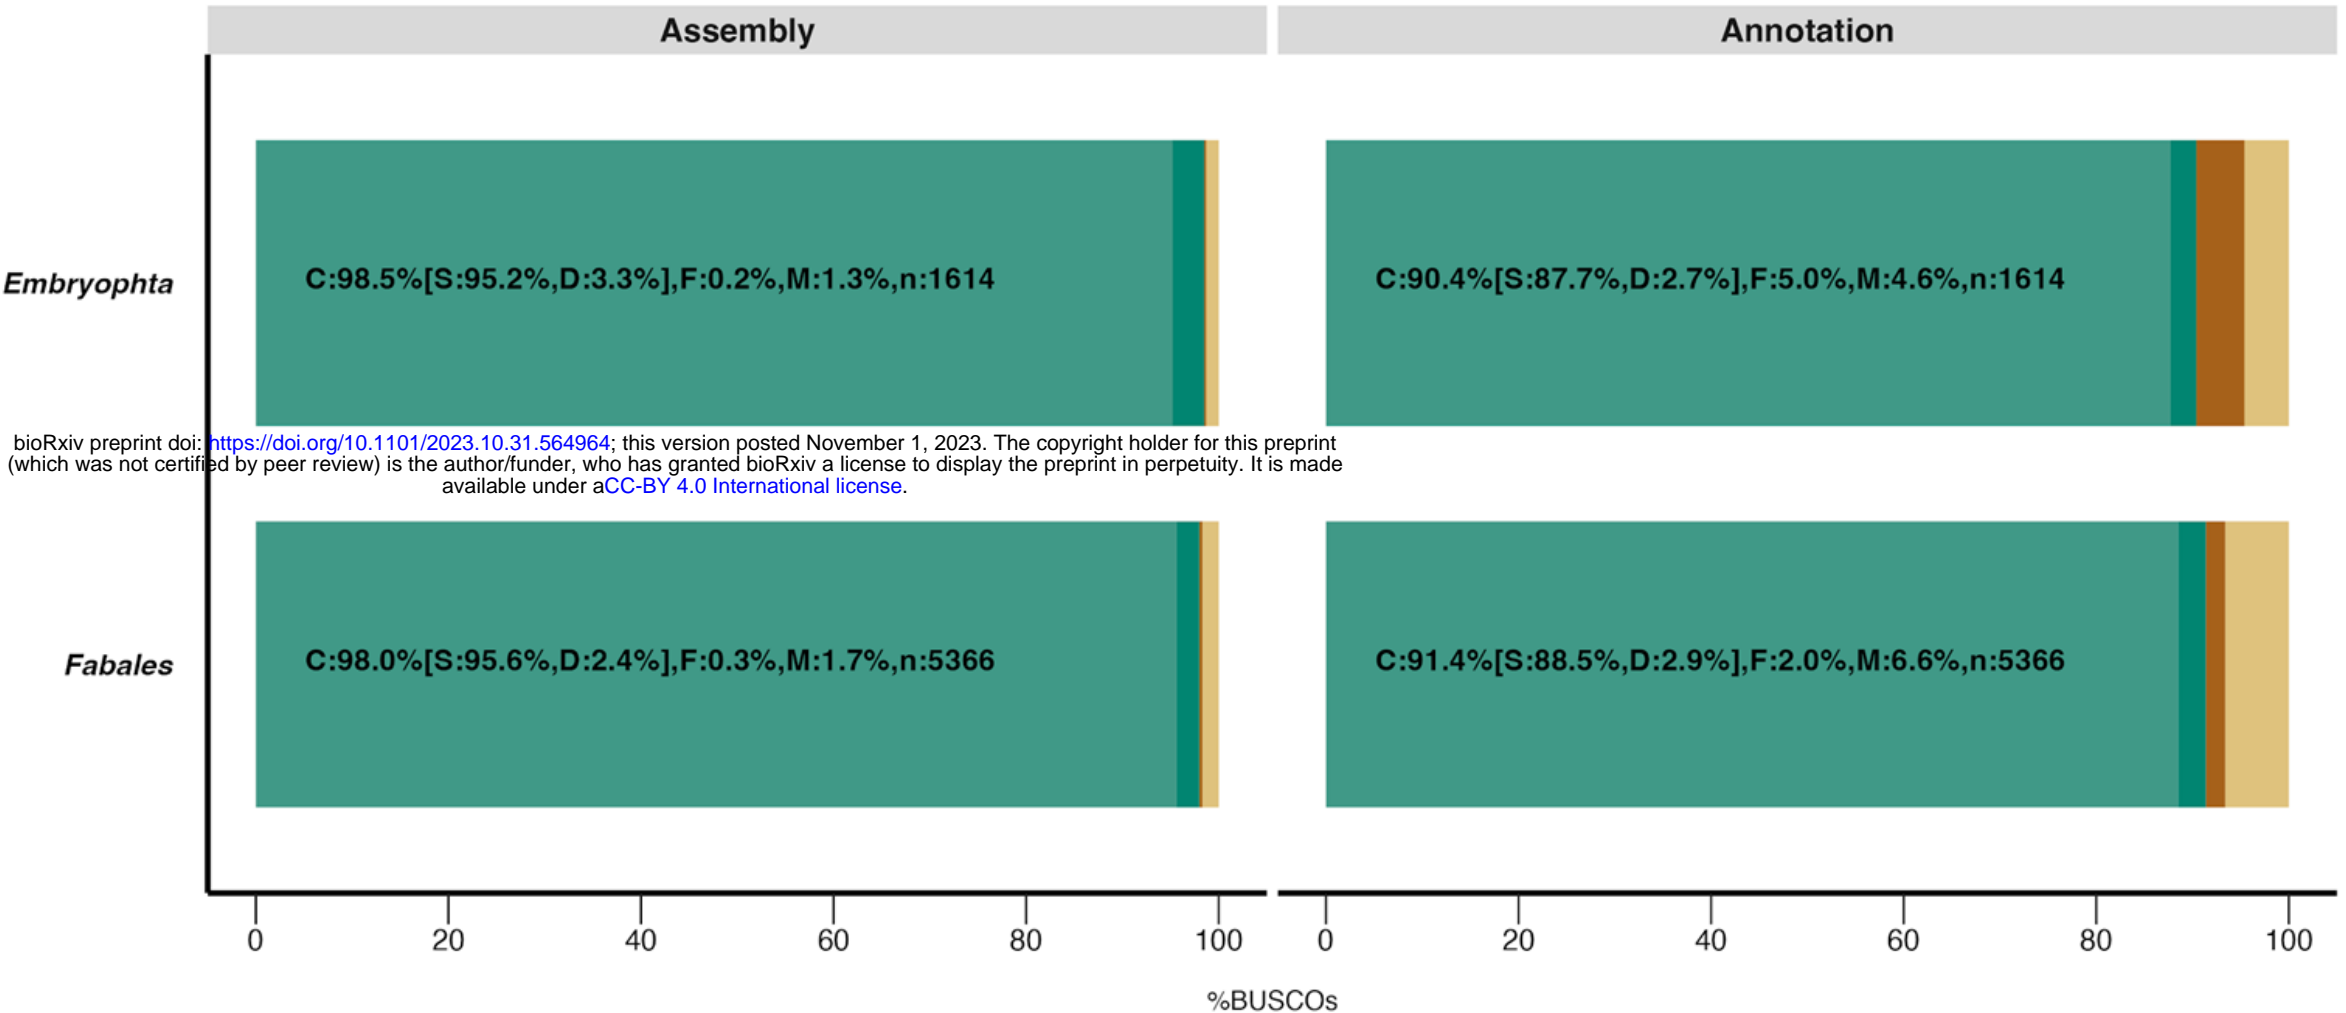 Assembly
Annotation
Embryophta
C:98.5%[S:95.2%,D:3.3%],F:0.2%,M:1.3%,n:1614
C:90.4%[S:87.7%,D:2.7%],F:5.0%,M:4.6%,n:1614
bioRxiv preprint doi: https://doi.org/10.1101/2023.10.31.564964; this version posted November 1, 2023. The copyright holder for this preprint
(which was not certified by peer review) is the author/funder, who has granted bioRxiv a license to display the preprint in perpetuity. It is made
available under aCC-BY 4.0 International license.
Fabales
C:98.0%[S:95.6%,D:2.4%],F:0.3%,M:1.7%,n:5366
C:91.4%[S:88.5%,D:2.9%],F:2.0%,M:6.6%,n:5366
0 20 40 60 80 100
0 20 40 60 80 100
%BUSCOs